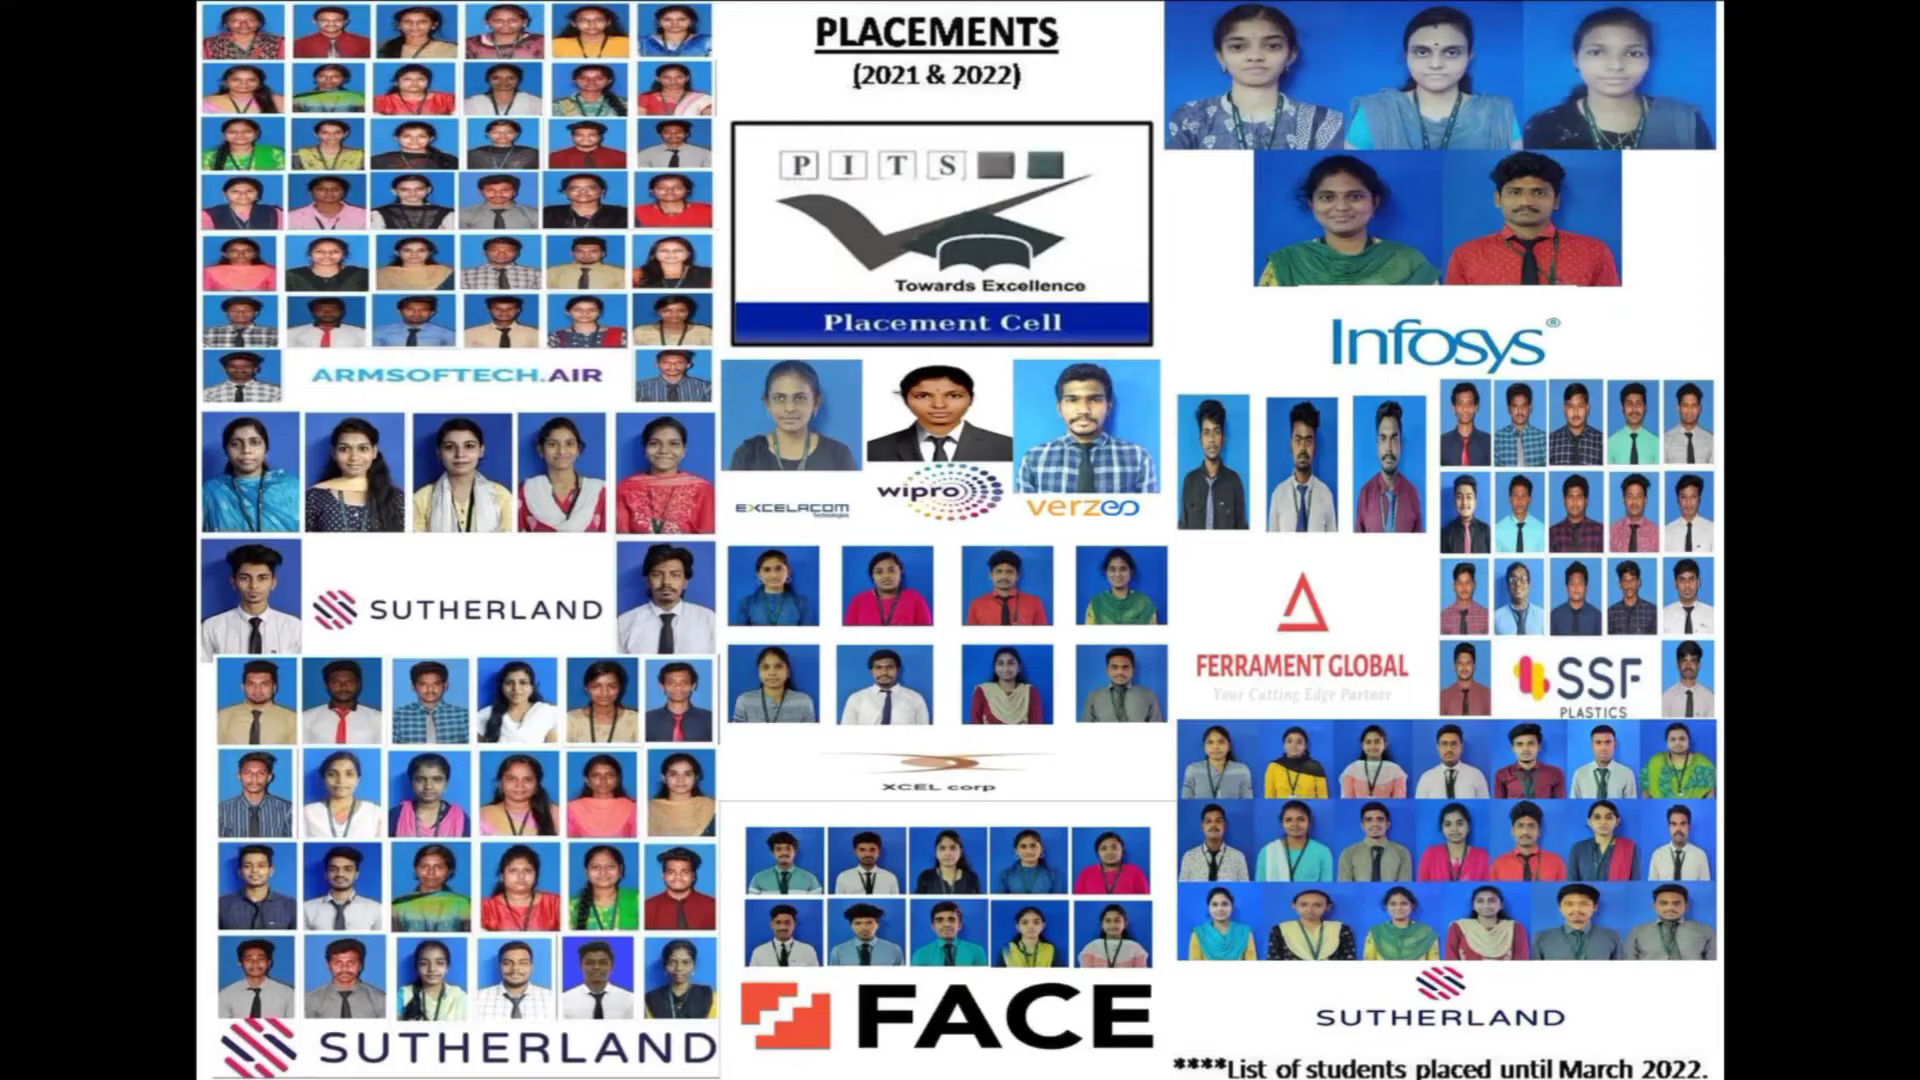 PLACEMENTS
(2021 & 2022)
P I T S
Towards Excellence
Placement Cell
Infosys®
ARMSOFTECH.AIR
EXCELACOM
Technologies
wipro
verzeo
SUTHERLAND
FERRAMENT GLOBAL
Your Cutting Edge Partner
SSF
PLASTICS
XCEL corp
SUTHERLAND
FACE
SUTHERLAND
****List of students placed until March 2022.